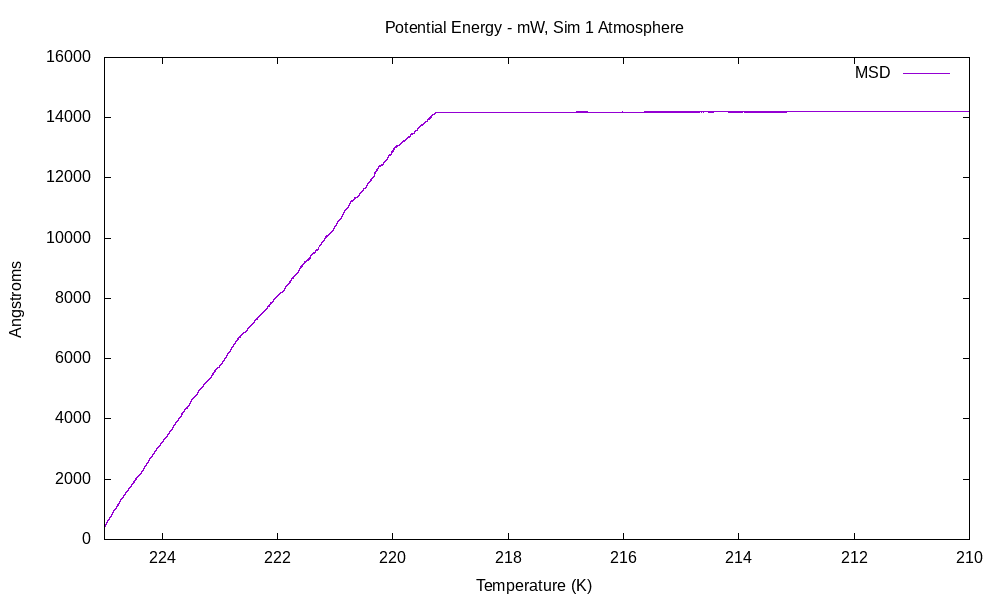 Potential Energy - mW, Sim 1 Atmosphere
MSD
16000
14000
12000
10000
8000
6000
4000
2000
0
Angstroms
224 222 220 218 216 214 212 210
Temperature (K)